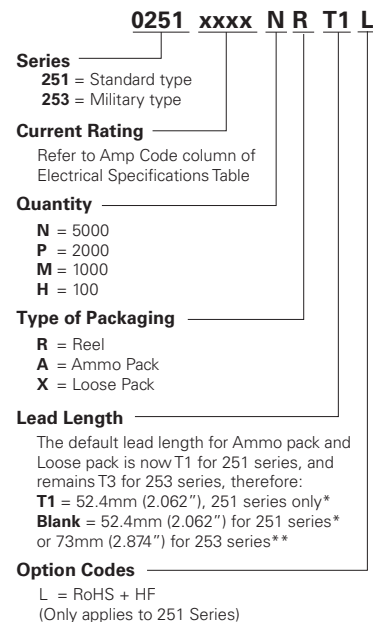 0251 xxxx N R T1 L
Series
251 = Standard type
253 = Military type
Current Rating
Refer to Amp Code column of
Electrical Specifications Table
Quantity
N = 5000
P = 2000
M = 1000
H = 100
Type of Packaging
R = Reel
A = Ammo Pack
X = Loose Pack
Lead Length
The default lead length for Ammo pack and
Loose pack is now T1 for 251 series, and
remains T3 for 253 series, therefore:
T1 = 52.4mm (2.062”), 251 series only*
Blank = 52.4mm (2.062”) for 251 series*
or 73mm (2.874”) for 253 series**
Option Codes
L = RoHS + HF
(Only applies to 251 Series)